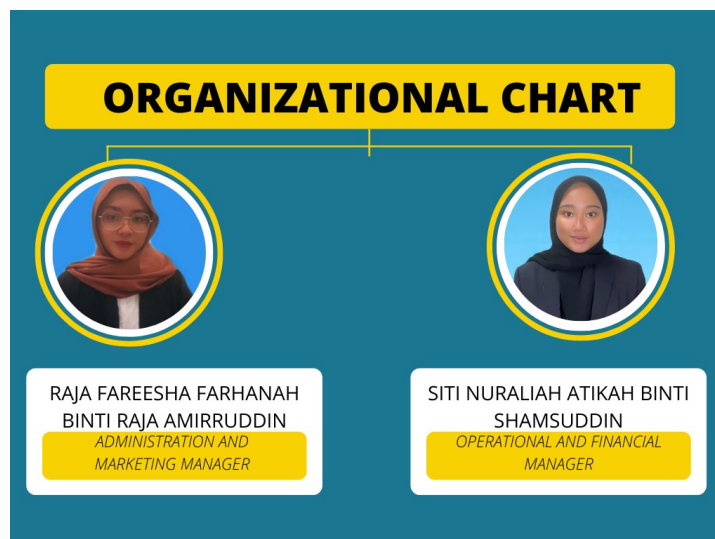 ORGANIZATIONAL CHART
RAJA FAREESHA FARHANAH
BINTI RAJA AMIRRUDDIN
ADMINISTRATION AND
MARKETING MANAGER
SITI NURALIAH ATIKAH BINTI
SHAMSUDDIN
OPERATIONAL AND FINANCIAL
MANAGER